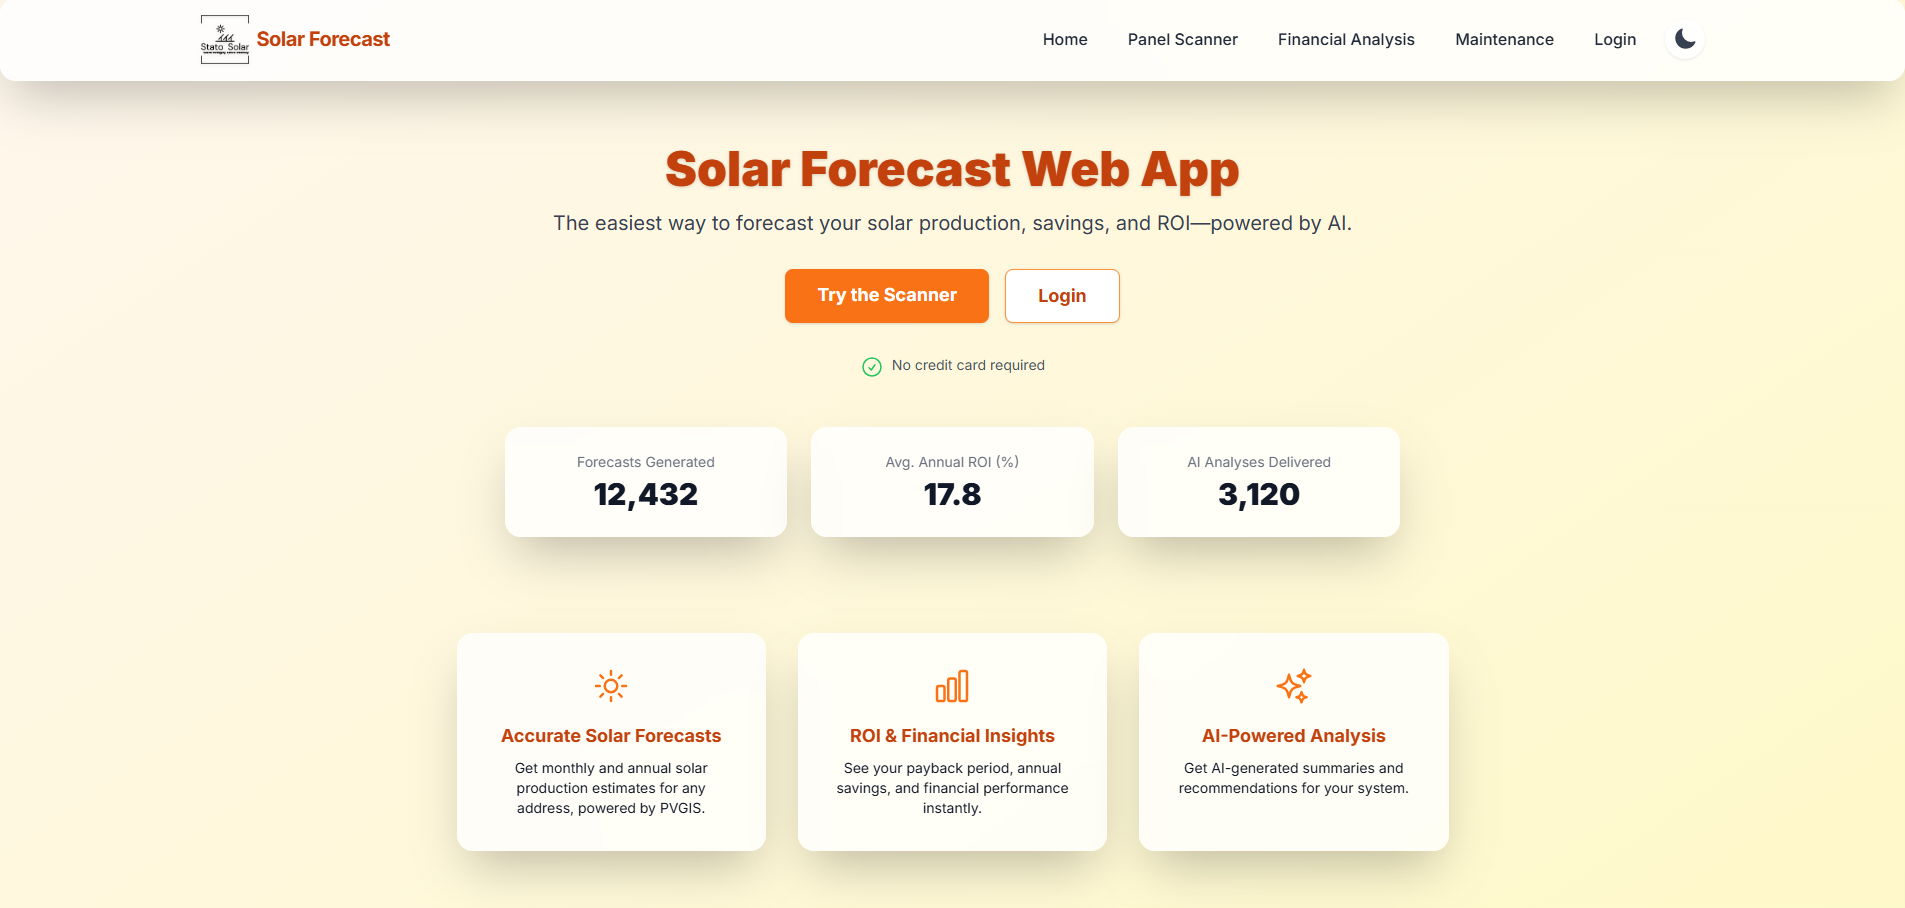 Stato Solar
Solar Forecast
Home
Panel Scanner
Financial Analysis
Maintenance
Login
Solar Forecast Web App
The easiest way to forecast your solar production, savings, and ROI—powered by AI.
Try the Scanner
Login
No credit card required
Forecasts Generated
12,432
Avg. Annual ROI (%)
17.8
AI Analyses Delivered
3,120
Accurate Solar Forecasts
Get monthly and annual solar
production estimates for any
address, powered by PVGIS.
ROI & Financial Insights
See your payback period, annual
savings, and financial performance
instantly.
AI-Powered Analysis
Get AI-generated summaries and
recommendations for your system.